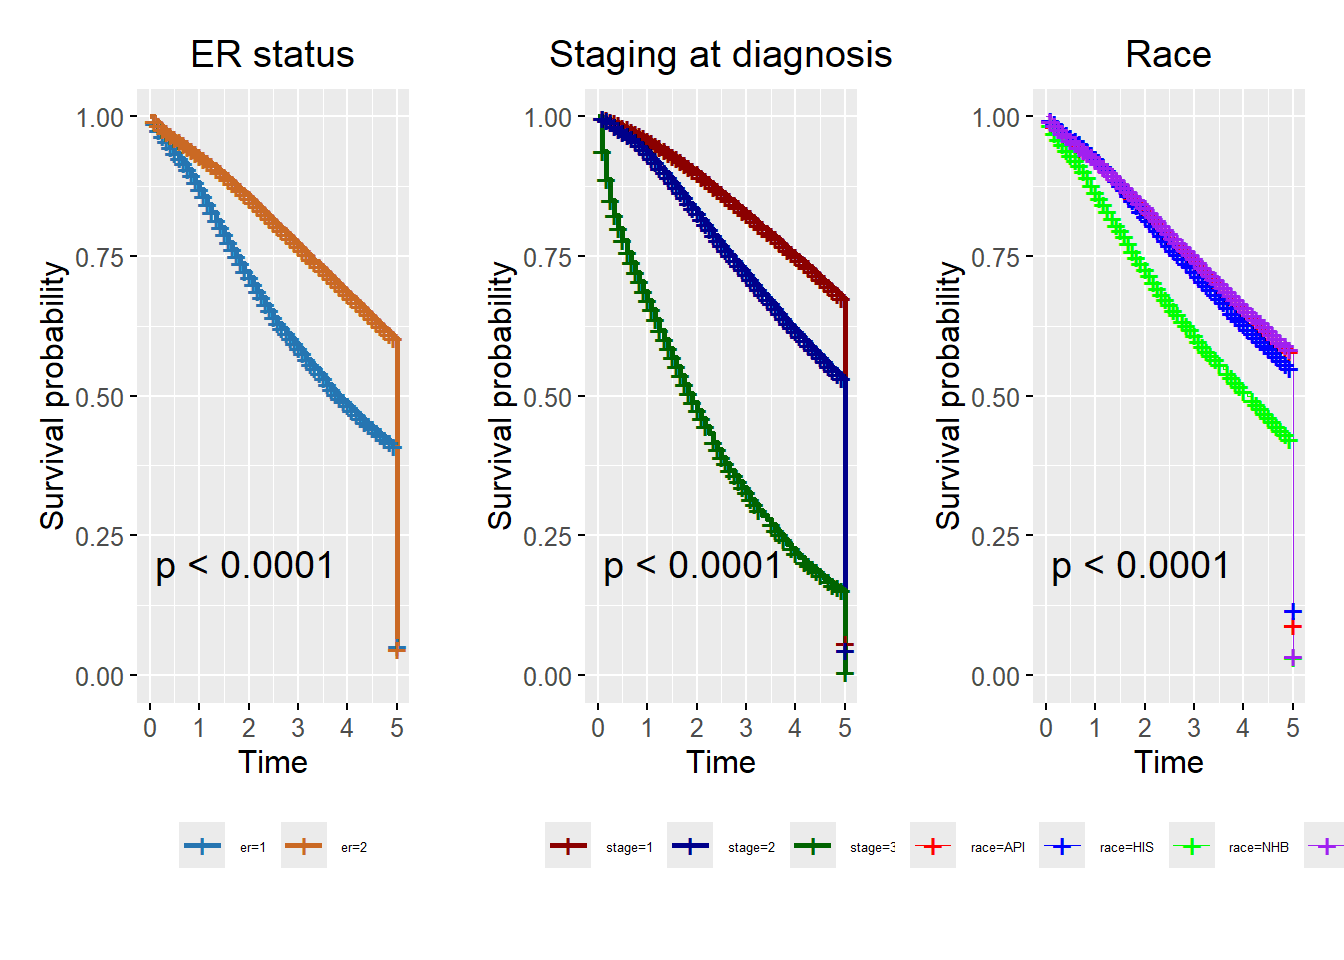 ER status
Survival probability
1.00
0.75
0.50
0.25
0.00
p < 0.0001
0 1 2 3 4 5
Time
er=1 er=2
Staging at diagnosis
Survival probability
1.00
0.75
0.50
0.25
0.00
p < 0.0001
0 1 2 3 4 5
Time
stage=1 stage=2 stage=3
Race
Survival probability
1.00
0.75
0.50
0.25
0.00
p < 0.0001
0 1 2 3 4 5
Time
race=API race=HIS race=NHB